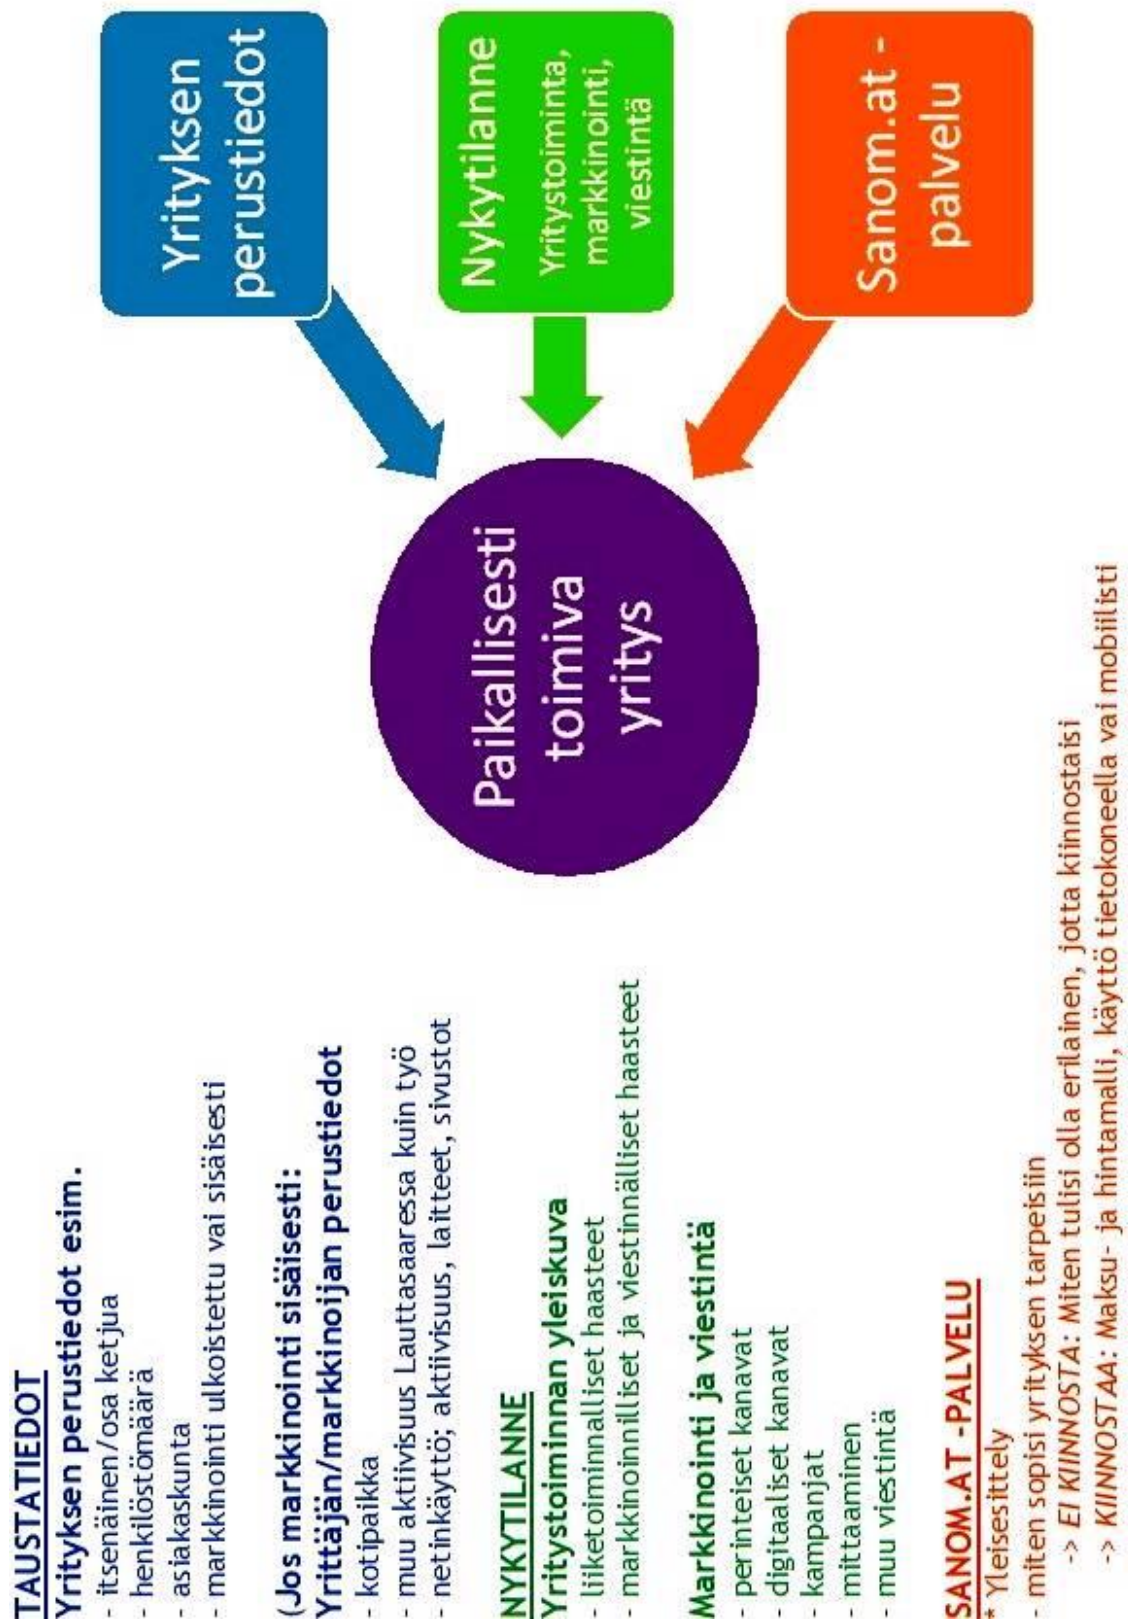 TAUSTATIEDOT
Yrityksen perustiedot esim.
- itsenäinen/osa ketjua
- henkilöstömäärä
- asiakaskunta
- markkinointi ulkoistettu vai sisäisesti
(Jos markkinointi sisäisesti:
Yrittäjän/markkinoijan perustiedot
- kotipaikka
- muu aktiivisuus Lauttasaaressa kuin työ
- netinkäyttö; aktiivisuus, laitteet, sivustot
NYKYTILANNE
Yritystoiminnan yleiskuva
- liiketoiminnalliset haasteet
- markkinoinnilliset ja viestinnälliset haasteet
Markkinointi ja viestintä
- perinteiset kanavat
- digitaaliset kanavat
- kampanjat
- mittaaminen
- muu viestintä
SANOM.AT -PALVELU
* Yleisesittely
- miten sopisi yrityksen tarpeisiin
-> EI KIINNOSTA: Miten tulisi olla erilainen, jotta kiinnostaisi
-> KIINNOSTAA: Maksu- ja hintamalli, käyttö tietokoneella vai mobiilisti
Paikallisesti
toimiva
yritys
Yrityksen
perustiedot
Nykytilanne
Yritystoiminta,
markkinointi,
viestintä
Sanom.at -
palvelu